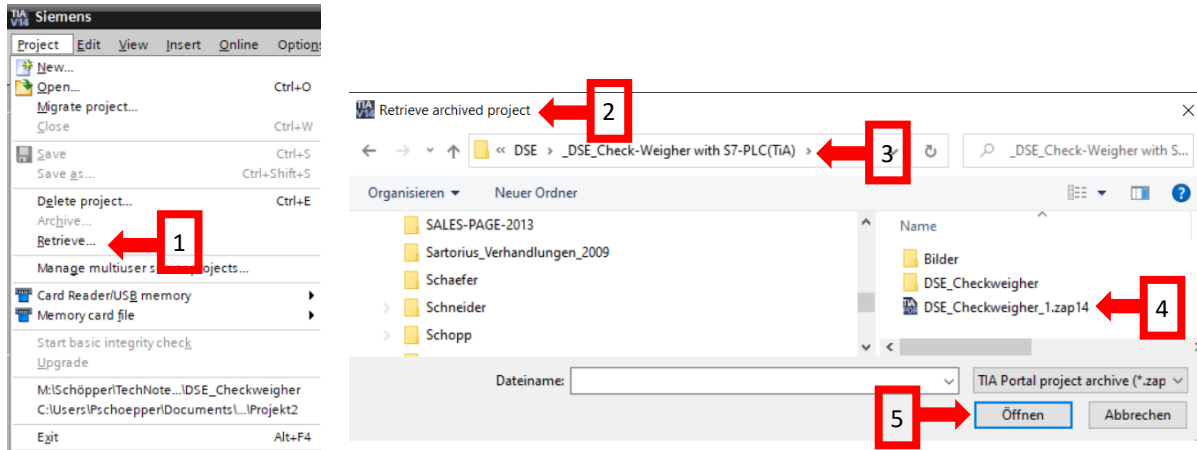 TIA V14 Siemens
Project Edit View Insert Online Option
New...
Open... Ctrl+O
Migrate project...
Close Ctrl+W
Save Ctrl+S
Save as... Ctrl+Shift+S
Delete project... Ctrl+E
Archive...
Retrieve...
1
Manage multiuser s ojects...
Card Reader/USB memory
Memory card file
Start basic integrity check
Upgrade
M:\Schöpper\TechNote...\DSE_Checkweigher
C:\Users\Pschoepper\Documents\...\Projekt2
Exit Alt+F4
TIA V14 Retrieve archived project
2
« DSE › _DSE_Check-Weigher with S7-PLC(TiA) ›
3
_DSE_Check-Weigher with S...
Organisieren Neuer Ordner
?
SALES-PAGE-2013
Sartorius_Verhandlungen_2009
Schaefer
Schneider
Schopp
Name
Bilder
DSE_Checkweigher
DSE_Checkweigher_1.zap14
4
Dateiname:
TIA Portal project archive (*.zap
5
Öffnen Abbrechen